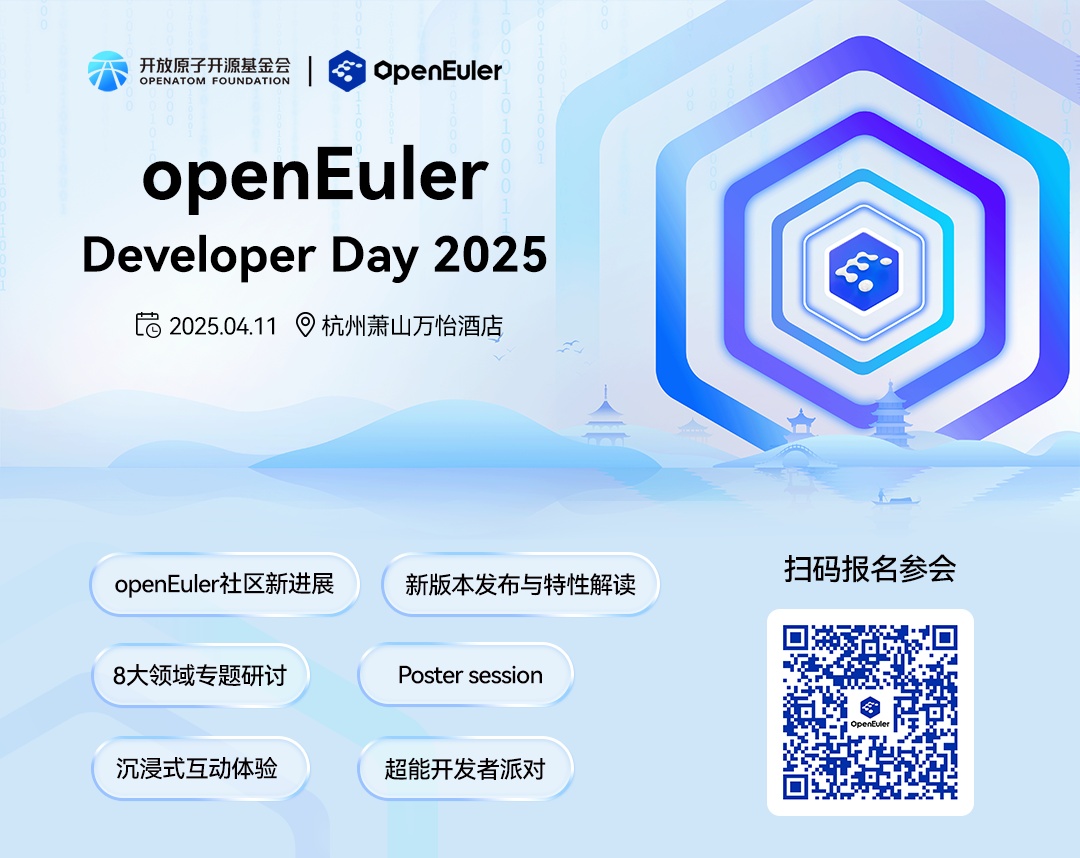 开放原子开源基金会
OPENATOM FOUNDATION
OpenEuler
openEuler
Developer Day 2025
2025.04.11 杭州萧山万怡酒店
openEuler社区新进展
新版本发布与特性解读
8大领域专题研讨
Poster session
沉浸式互动体验
超能开发者派对
扫码报名参会
OpenEuler